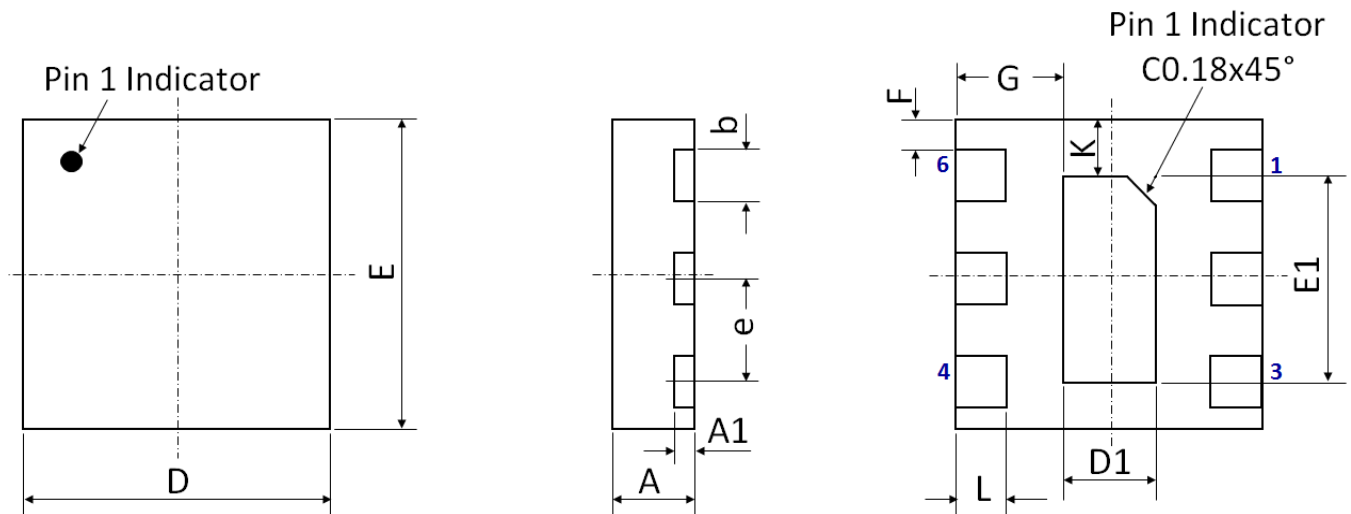 Pin 1 Indicator
Pin 1 Indicator
C0.18x45°
G
F
b
K
6
1
E
e
E1
4
3
A1
D
A
L
D1